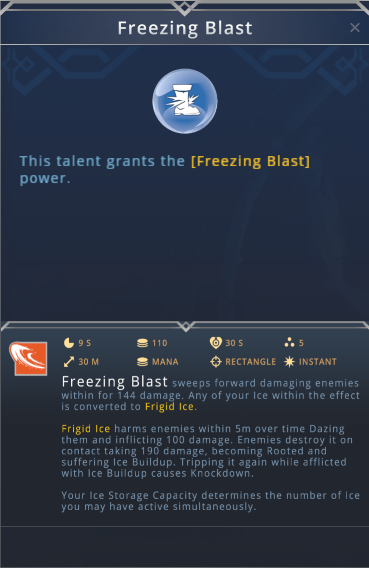 Freezing Blast
This talent grants the [Freezing Blast]
power.
9 S 110 30 S 5
30 M MANA RECTANGLE INSTANT
Freezing Blast sweeps forward damaging enemies
within for 144 damage. Any of your Ice within the effect
is converted to Frigid Ice.
Frigid Ice harms enemies within 5m over time Dazing
them and inflicting 100 damage. Enemies destroy it on
contact taking 190 damage, becoming Rooted and
suffering Ice Buildup. Tripping it again while afflicted
with Ice Buildup causes Knockdown.
Your Ice Storage Capacity determines the number of Ice
you may have active simultaneously.